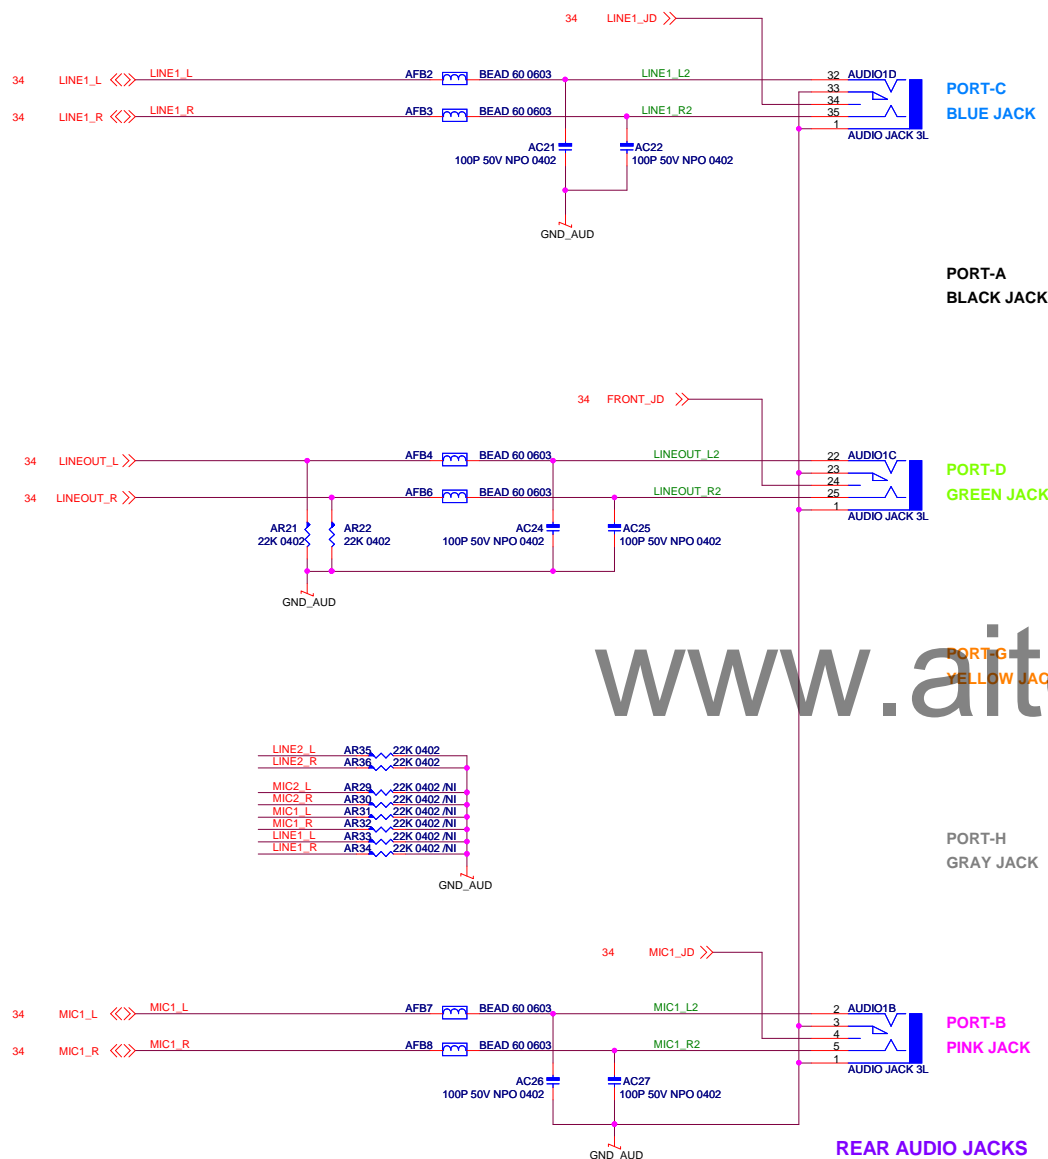 34 LINE1_JD
34 LINE1_L LINE1_L AFB2 BEAD 60 0603 LINE1_L2 32 AUDIO1D
33
34
34 LINE1_R LINE1_R AFB3 BEAD 60 0603 LINE1_R2 35
1
AUDIO JACK 3L
PORT-C
BLUE JACK
AC21
100P 50V NPO 0402
AC22
100P 50V NPO 0402
GND_AUD
PORT-A
BLACK JACK
34 FRONT_JD
34 LINEOUT_L AFB4 BEAD 60 0603 LINEOUT_L2 22 AUDIO1C
23
24
34 LINEOUT_R AFB6 BEAD 60 0603 LINEOUT_R2 25
1
AUDIO JACK 3L
PORT-D
GREEN JACK
AR21
22K 0402
AR22
22K 0402
AC24
100P 50V NPO 0402
AC25
100P 50V NPO 0402
GND_AUD
www.ait
PORT-G
YELLOW JAC
LINE2_L AR35 22K 0402
LINE2_R AR36 22K 0402
MIC2_L AR29 22K 0402 /NI
MIC2_R AR30 22K 0402 /NI
MIC1_L AR31 22K 0402 /NI
MIC1_R AR32 22K 0402 /NI
LINE1_L AR33 22K 0402 /NI
LINE1_R AR34 22K 0402 /NI
GND_AUD
PORT-H
GRAY JACK
34 MIC1_JD
34 MIC1_L MIC1_L AFB7 BEAD 60 0603 MIC1_L2 2 AUDIO1B
3
4
34 MIC1_R MIC1_R AFB8 BEAD 60 0603 MIC1_R2 5
1
AUDIO JACK 3L
PORT-B
PINK JACK
AC26
100P 50V NPO 0402
AC27
100P 50V NPO 0402
GND_AUD
REAR AUDIO JACKS